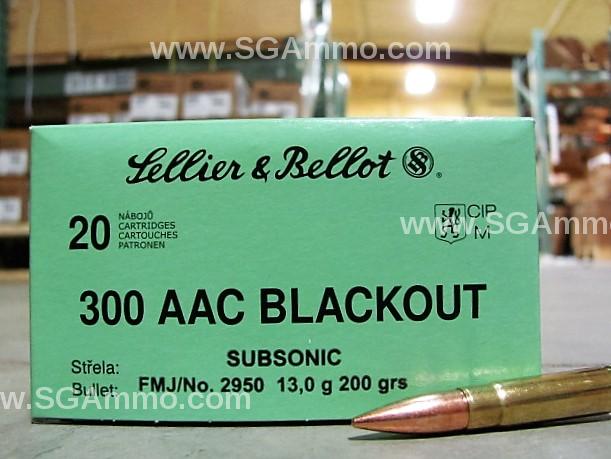 www.SGAmmo.com
Sellier & Bellot
20 NÁBOJŮ
CARTRIDGES
CARTOUCHES
PATRONEN
CIP
M
www.SGAmmo.com
300 AAC BLACKOUT
SUBSONIC
Střela:
Bullet: FMJ/No. 2950 13,0 g 200 grs
www.SGAmmo.com